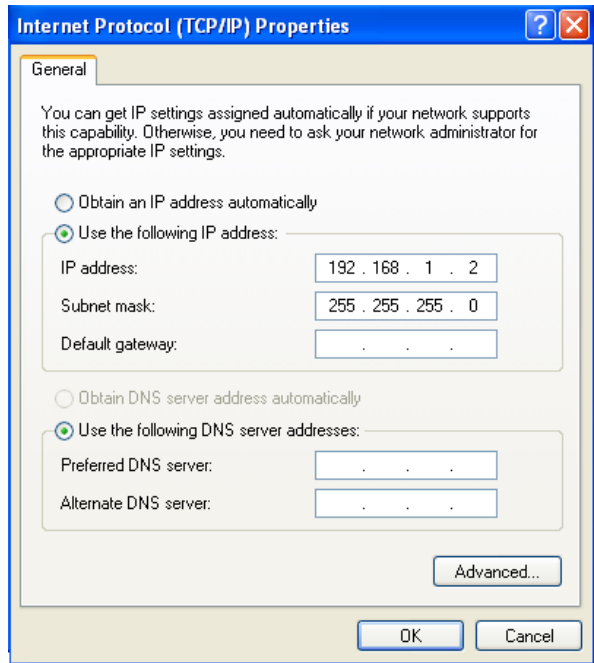 Internet Protocol (TCP/IP) Properties
General
You can get IP settings assigned automatically if your network supports
this capability. Otherwise, you need to ask your network administrator for
the appropriate IP settings.
Obtain an IP address automatically
Use the following IP address:
IP address: 192 . 168 . 1 . 2
Subnet mask: 255 . 255 . 255 . 0
Default gateway: . . .
Obtain DNS server address automatically
Use the following DNS server addresses:
Preferred DNS server: . . .
Alternate DNS server: . . .
Advanced...
OK Cancel